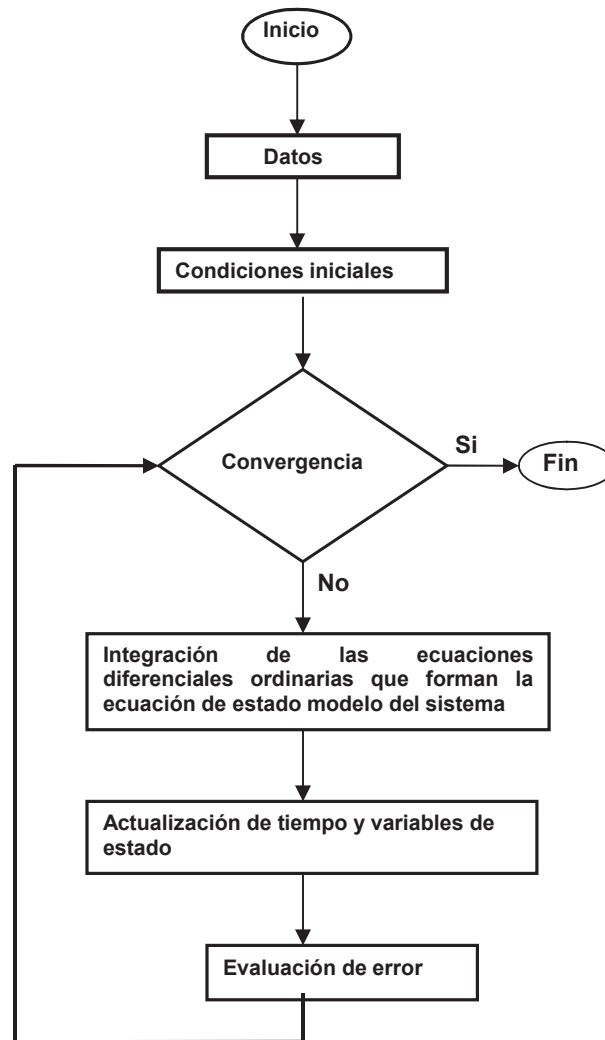 Inicio
Datos
Condiciones iniciales
Convergencia
Si
Fin
No
Integración de las ecuaciones
diferenciales ordinarias que forman la
ecuación de estado modelo del sistema
Actualización de tiempo y variables de
estado
Evaluación de error